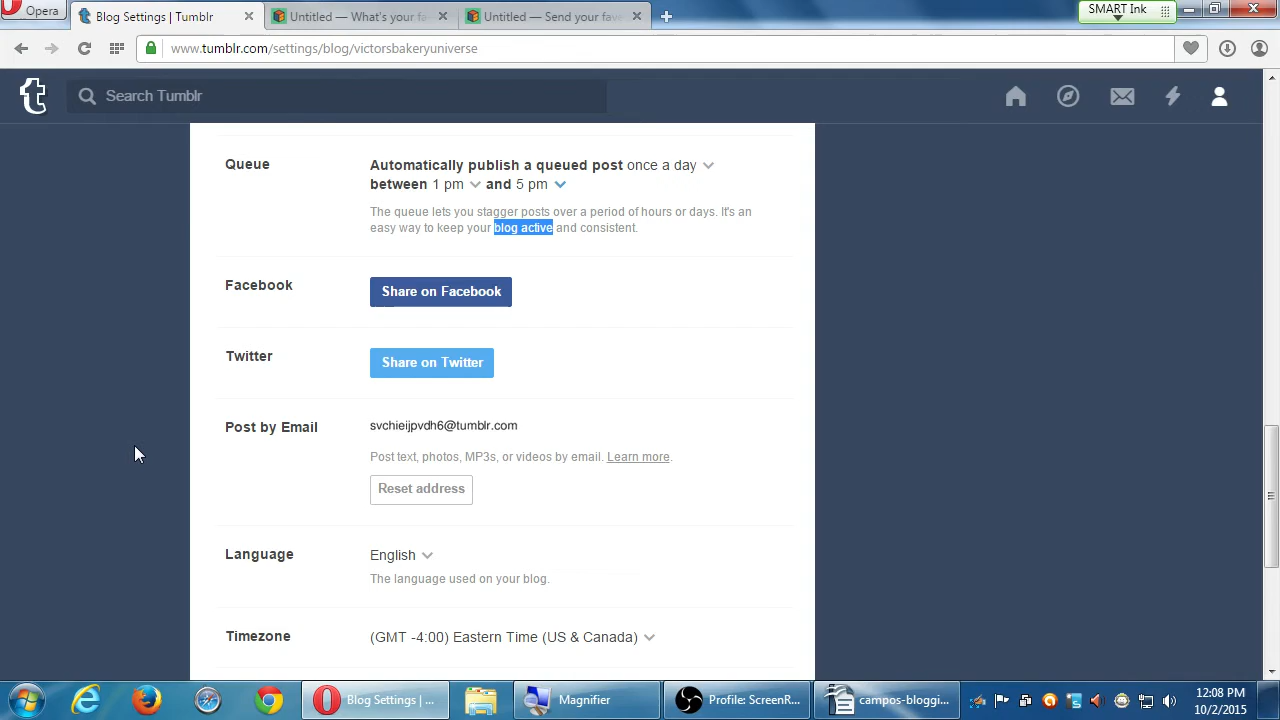 Opera
Blog Settings | Tumblr
Untitled — What's your fa
Untitled — Send your fav
SMART Ink
www.tumblr.com/settings/blog/victorsbakeryuniverse
t
Search Tumblr
Queue
Automatically publish a queued post once a day
between 1 pm and 5 pm
The queue lets you stagger posts over a period of hours or days. It's an
easy way to keep your blog active and consistent.
Facebook
Share on Facebook
Twitter
Share on Twitter
Post by Email
svchieijpvdh6@tumblr.com
Post text, photos, MP3s, or videos by email. Learn more.
Reset address
Language
English
The language used on your blog.
Timezone
(GMT -4:00) Eastern Time (US & Canada)
Blog Settings | ...
Magnifier
Profile: ScreenR...
campos-bloggi...
12:08 PM
10/2/2015